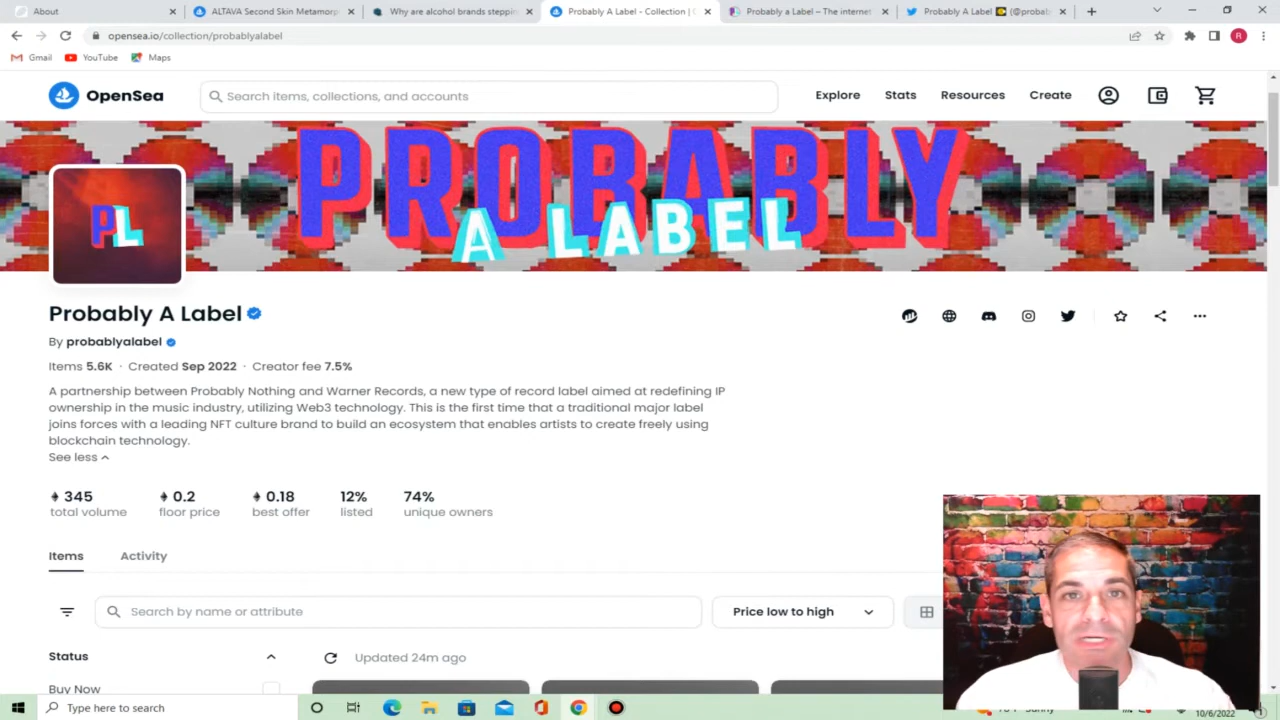 About
ALTAVA Second Skin Metamorp
Why are alcohol brands steppin
Probably A Label - Collection |
Probably a Label – The internet
Probably A Label (@probab
opensea.io/collection/probablyalabel
R
Gmail
YouTube
Maps
OpenSea
Search items, collections, and accounts
Explore
Stats
Resources
Create
PROBABLY
A LABEL
PL
Probably A Label
By probablyalabel
Items 5.6K · Created Sep 2022 · Creator fee 7.5%
A partnership between Probably Nothing and Warner Records, a new type of record label aimed at redefining IP
ownership in the music industry, utilizing Web3 technology. This is the first time that a traditional major label
joins forces with a leading NFT culture brand to build an ecosystem that enables artists to create freely using
blockchain technology.
See less
345 0.2 0.18 12% 74%
total volume floor price best offer listed unique owners
Items
Activity
Search by name or attribute
Price low to high
Status
Updated 24m ago
Buy Now
Type here to search
Sunny
10/6/2022